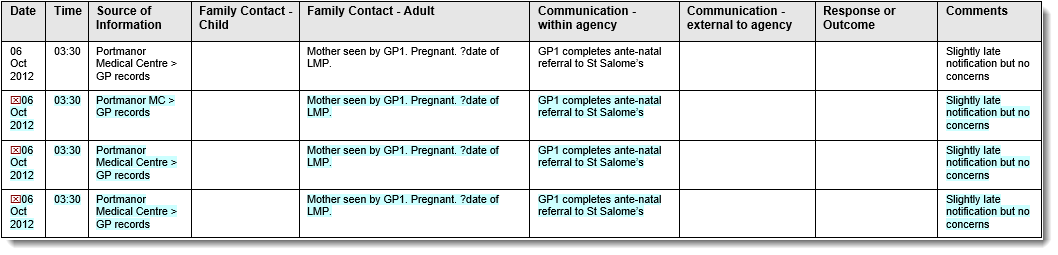 Date Time Source of Information Family Contact - Child Family Contact - Adult Communication - within agency Communication - external to agency Response or Outcome Comments
06 Oct 2012 03:30 Portmanor Medical Centre > GP records Mother seen by GP1. Pregnant. ?date of LMP. GP1 completes ante-natal referral to St Salome's Slightly late notification but no concerns
☒06 Oct 2012 03:30 Portmanor MC > GP records Mother seen by GP1. Pregnant. ?date of LMP. GP1 completes ante-natal referral to St Salome's Slightly late notification but no concerns
☒06 Oct 2012 03:30 Portmanor Medical Centre > GP records Mother seen by GP1. Pregnant. ?date of LMP. GP1 completes ante-natal referral to St Salome's Slightly late notification but no concerns
☒06 Oct 2012 03:30 Portmanor Medical Centre > GP records Mother seen by GP1. Pregnant. ?date of LMP. GP1 completes ante-natal referral to St Salome's Slightly late notification but no concerns